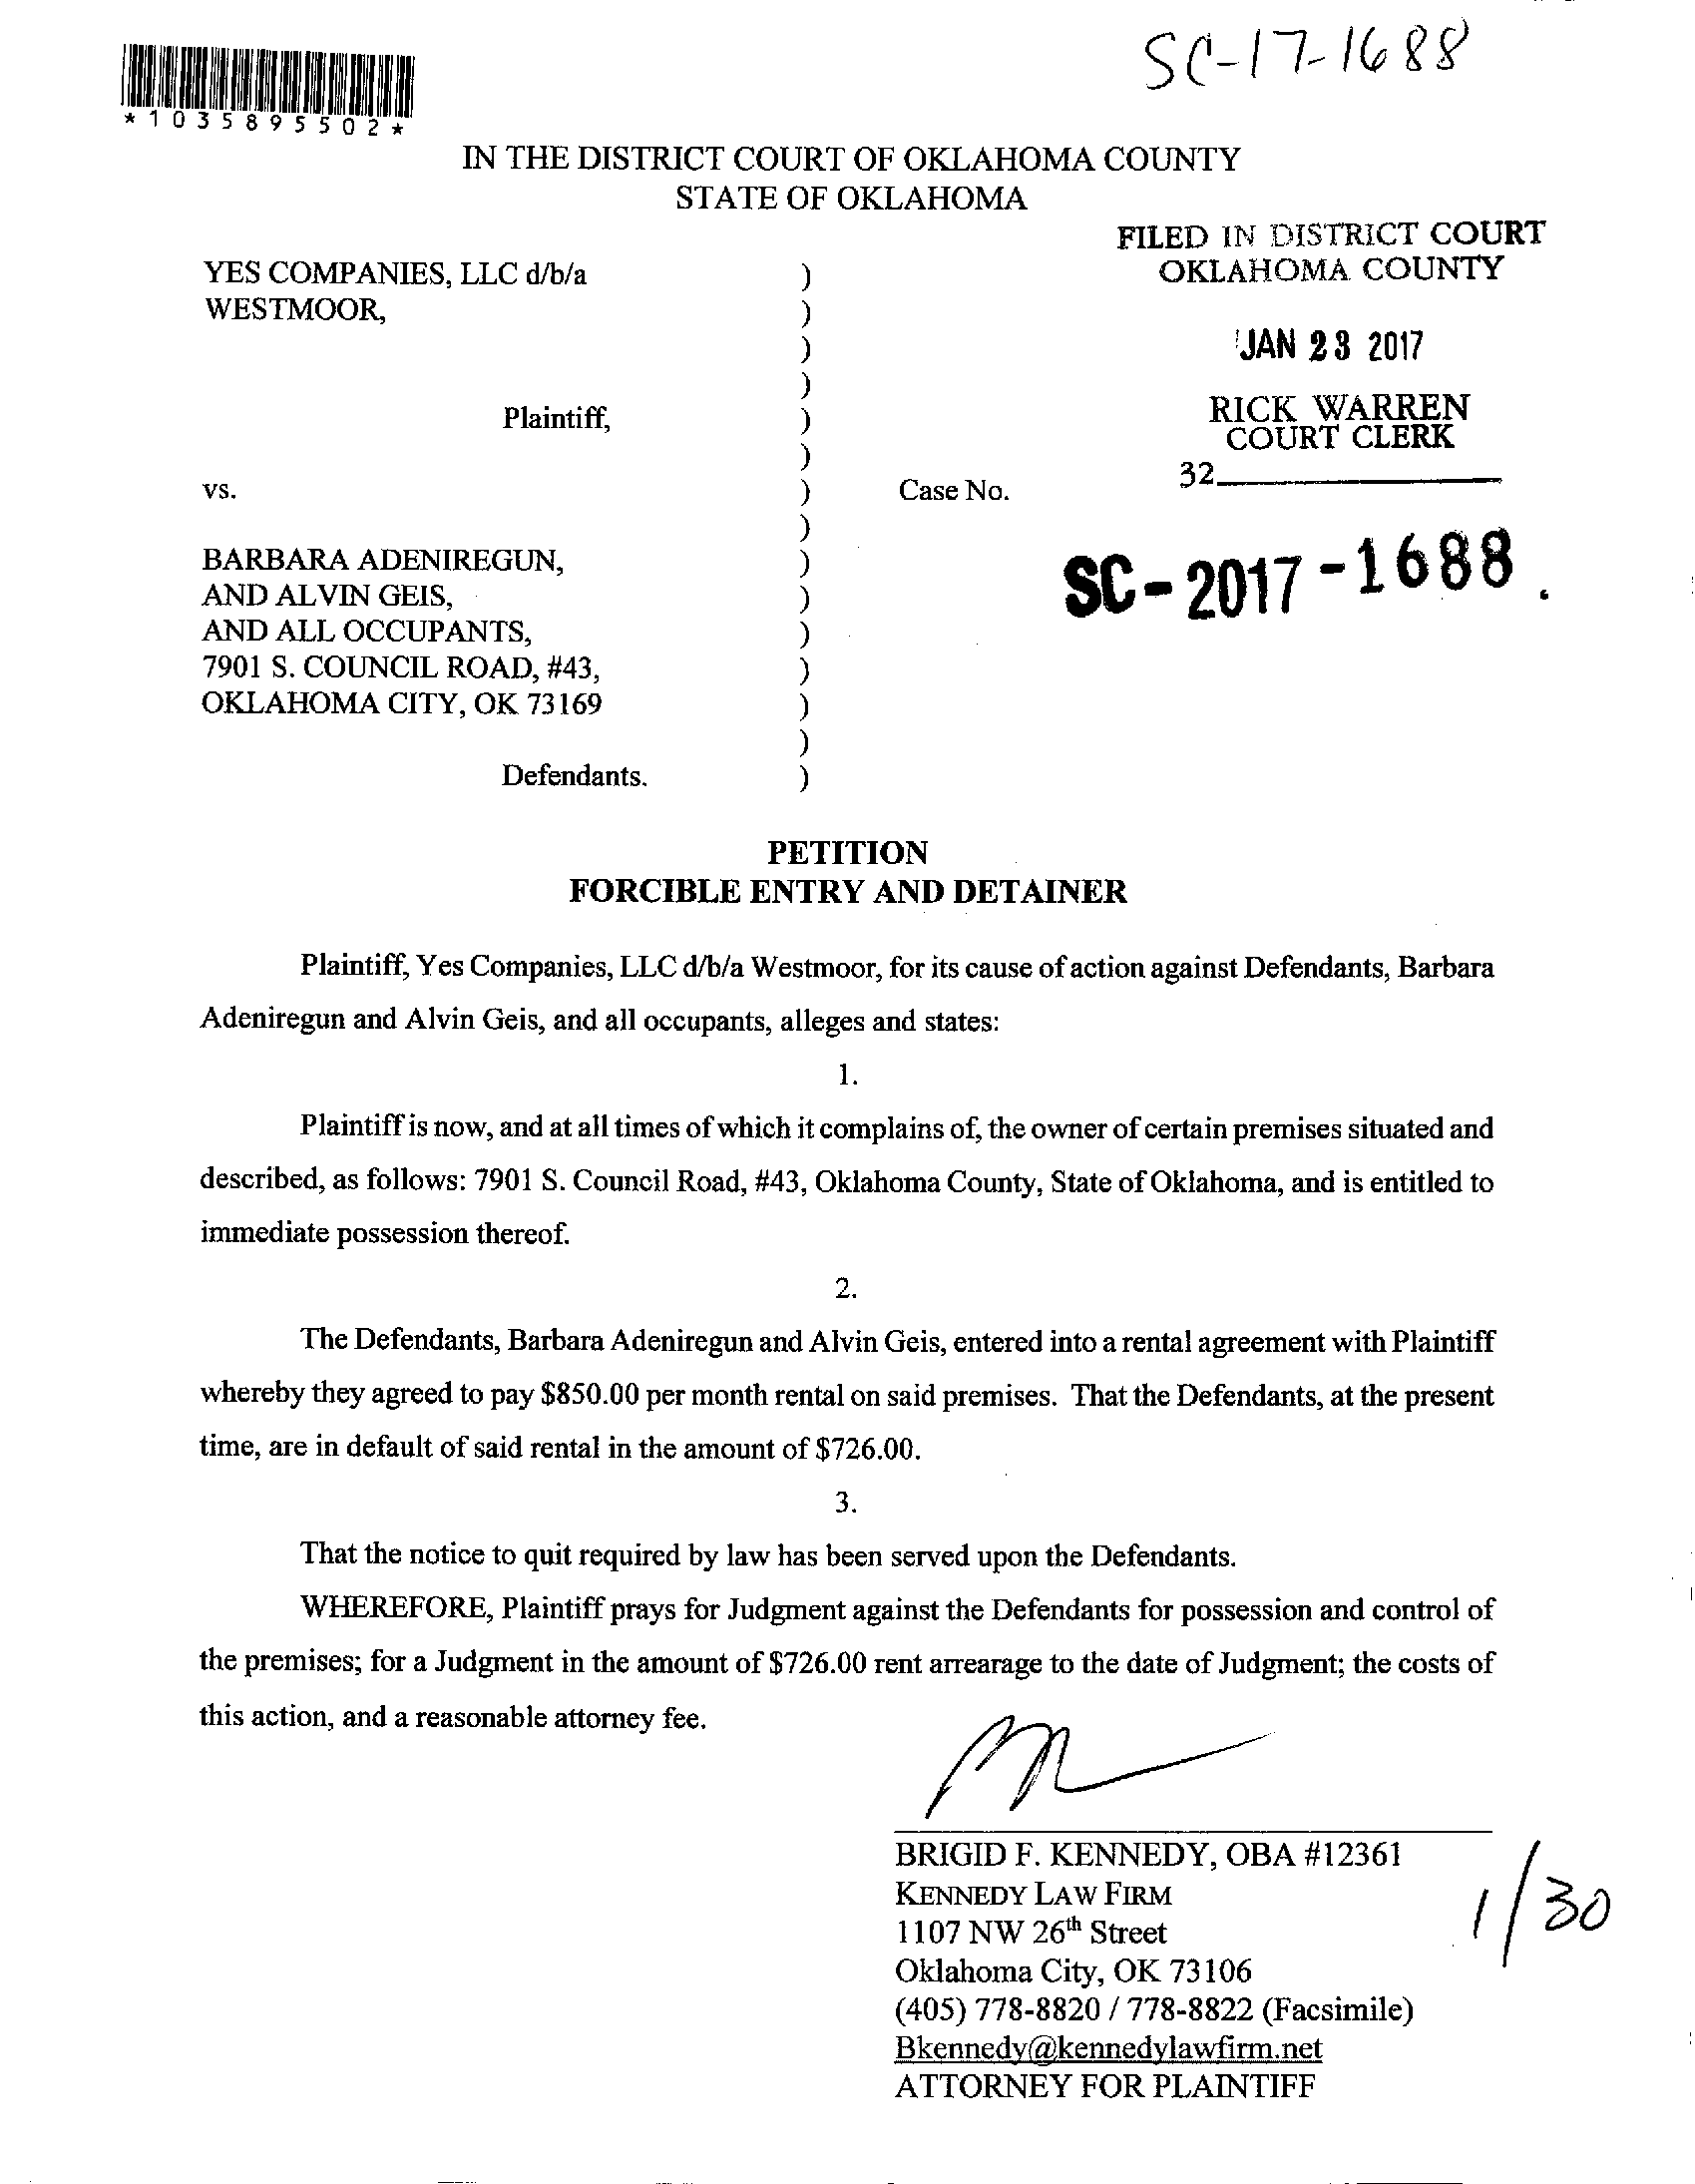 SC-17-1688
*1035895502*
IN THE DISTRICT COURT OF OKLAHOMA COUNTY
STATE OF OKLAHOMA
FILED IN DISTRICT COURT
OKLAHOMA COUNTY
JAN 23 2017
RICK WARREN
COURT CLERK
32
YES COMPANIES, LLC d/b/a )
WESTMOOR, )
)
)
Plaintiff, )
)
vs. ) Case No.
)
SC-2017-1688.
BARBARA ADENIREGUN, )
AND ALVIN GEIS, )
AND ALL OCCUPANTS, )
7901 S. COUNCIL ROAD, #43, )
OKLAHOMA CITY, OK 73169 )
)
Defendants. )
PETITION
FORCIBLE ENTRY AND DETAINER
Plaintiff, Yes Companies, LLC d/b/a Westmoor, for its cause of action against Defendants, Barbara
Adeniregun and Alvin Geis, and all occupants, alleges and states:
1.
Plaintiff is now, and at all times of which it complains of, the owner of certain premises situated and
described, as follows: 7901 S. Council Road, #43, Oklahoma County, State of Oklahoma, and is entitled to
immediate possession thereof.
2.
The Defendants, Barbara Adeniregun and Alvin Geis, entered into a rental agreement with Plaintiff
whereby they agreed to pay $850.00 per month rental on said premises. That the Defendants, at the present
time, are in default of said rental in the amount of $726.00.
3.
That the notice to quit required by law has been served upon the Defendants.
WHEREFORE, Plaintiff prays for Judgment against the Defendants for possession and control of
the premises; for a Judgment in the amount of $726.00 rent arrearage to the date of Judgment; the costs of
this action, and a reasonable attorney fee.
BRIGID F. KENNEDY, OBA #12361
KENNEDY LAW FIRM
1107 NW 26th Street
Oklahoma City, OK 73106
(405) 778-8820 / 778-8822 (Facsimile)
Bkennedy@kennedylawfirm.net
ATTORNEY FOR PLAINTIFF
1/30